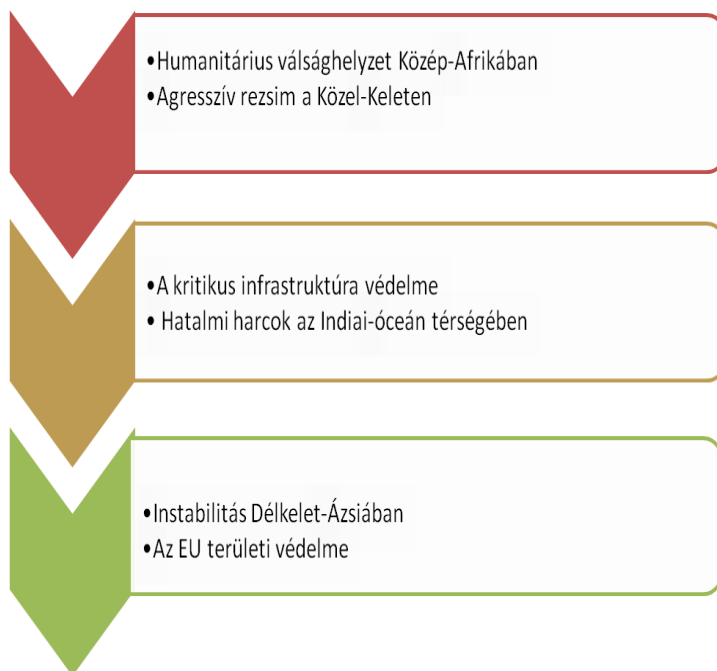 •Humanitárius válsághelyzet Közép-Afrikában
•Agresszív rezsim a Közel-Keleten
•A kritikus infrastruktúra védelme
• Hatalmi harcok az Indiai-óceán térségében
•Instabilitás Délkelet-Ázsiában
•Az EU területi védelme